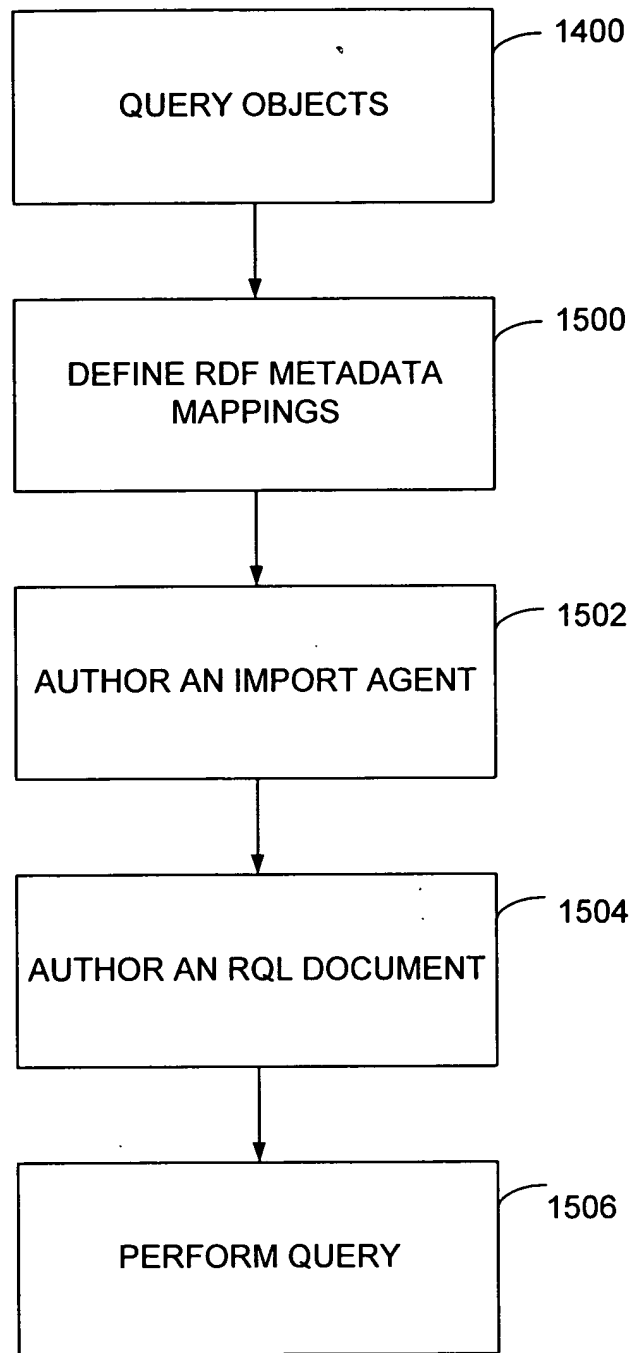 1400
QUERY OBJECTS
1500
DEFINE RDF METADATA
MAPPINGS
1502
AUTHOR AN IMPORT AGENT
1504
AUTHOR AN RQL DOCUMENT
1506
PERFORM QUERY